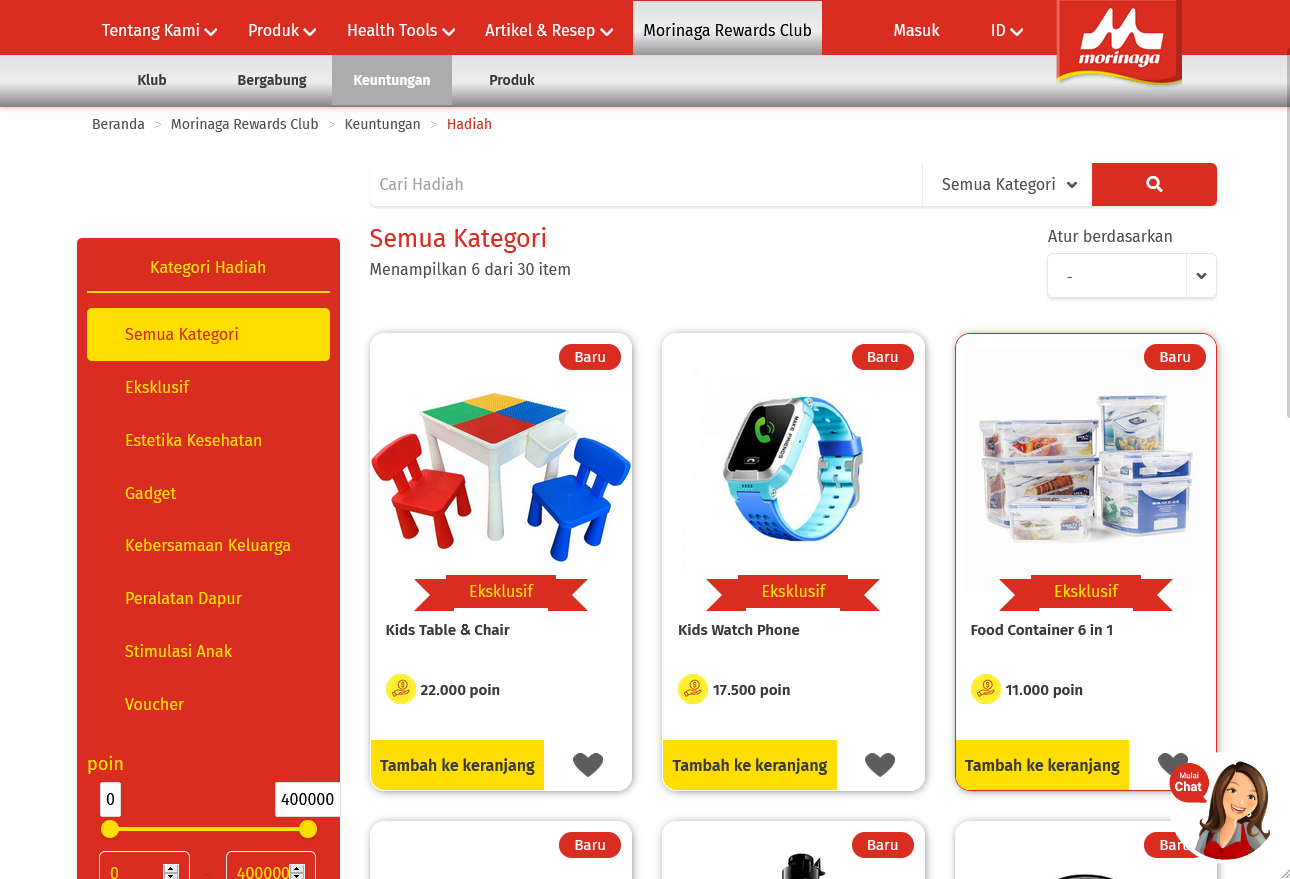 Tentang Kami
Produk
Health Tools
Artikel & Resep
Morinaga Rewards Club
Masuk
ID
morinaga
Klub
Bergabung
Keuntungan
Produk
Beranda > Morinaga Rewards Club > Keuntungan > Hadiah
Cari Hadiah
Semua Kategori
Semua Kategori
Menampilkan 6 dari 30 item
Atur berdasarkan
-
Kategori Hadiah
Semua Kategori
Eksklusif
Estetika Kesehatan
Gadget
Kebersamaan Keluarga
Peralatan Dapur
Stimulasi Anak
Voucher
poin
0
400000
0
-
400000
Baru
Eksklusif
Kids Table & Chair
22.000 poin
Tambah ke keranjang
Baru
MAKE FRIENDS
Eksklusif
Kids Watch Phone
17.500 poin
Tambah ke keranjang
Baru
Eksklusif
Food Container 6 in 1
11.000 poin
Tambah ke keranjang
Mulai
Chat
Baru
Baru
Baru